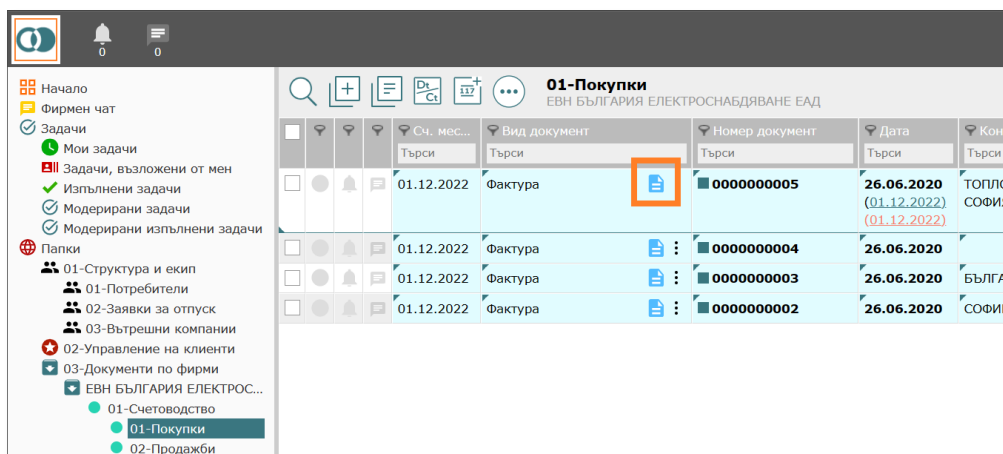 0
0
Начало
Фирмен чат
Задачи
Мои задачи
Задачи, възложени от мен
Изпълнени задачи
Модерирани задачи
Модерирани изпълнени задачи
Папки
01-Структура и екип
01-Потребители
02-Заявки за отпуск
03-Вътрешни компании
02-Управление на клиенти
03-Документи по фирми
ЕВН БЪЛГАРИЯ ЕЛЕКТРОС...
01-Счетоводство
01-Покупки
02-Продажби
Dt Ct
117
01-Покупки
ЕВН БЪЛГАРИЯ ЕЛЕКТРОСНАБДЯВАНЕ ЕАД
Сч. мес... Вид документ Номер документ Дата Кон
Търси Търси Търси Търси Търси
01.12.2022 Фактура 0000000005 26.06.2020 ТОПЛО
(01.12.2022) СОФИЯ
(01.12.2022)
01.12.2022 Фактура 0000000004 26.06.2020
01.12.2022 Фактура 0000000003 26.06.2020 БЪЛГА
01.12.2022 Фактура 0000000002 26.06.2020 СОФИ